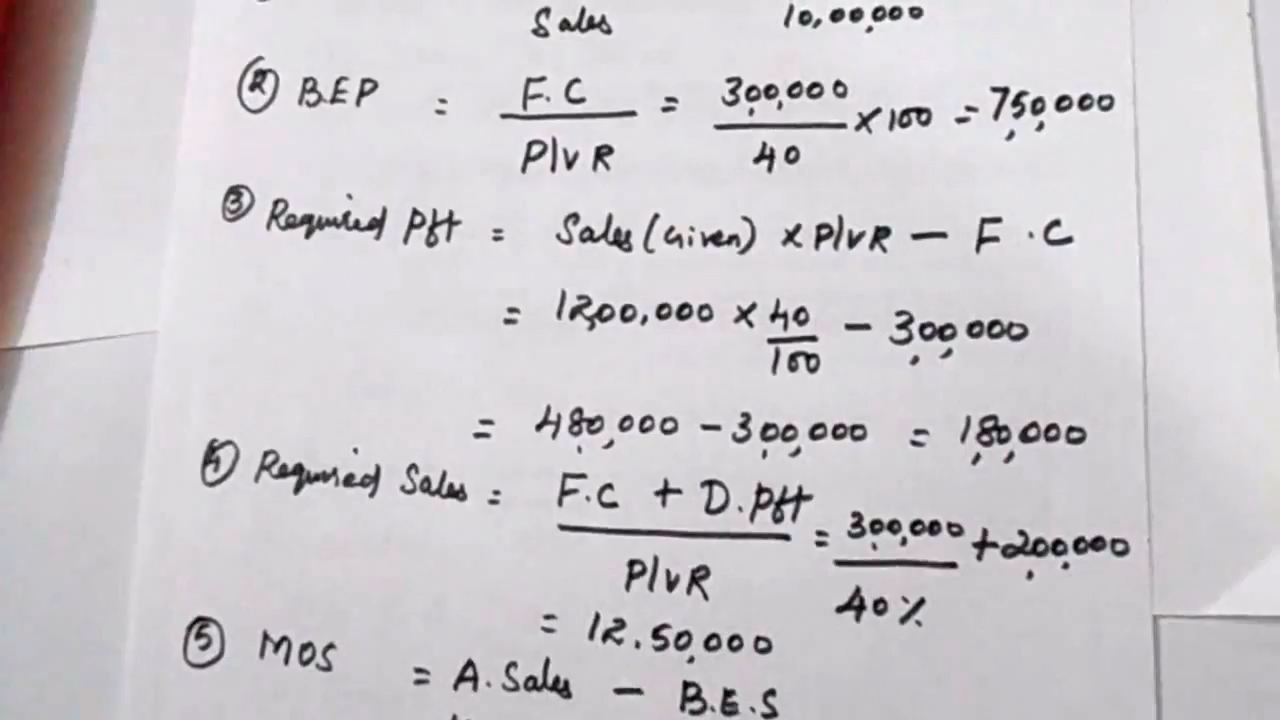 Sales 10,00,000
② B.E.P = F.C / P/V R = 300,000 / 40 × 100 = 750,000
③ Required Pft = Sales (Given) × P/V R - F.C
= 1200,000 × 40/100 - 300,000
= 480,000 - 300,000 = 180,000
④ Required Sales = F.C + D.Pft / P/V R = 300,000 + 200,000 / 40%
= 12.50,000
⑤ MOS = A.Sales - B.E.S